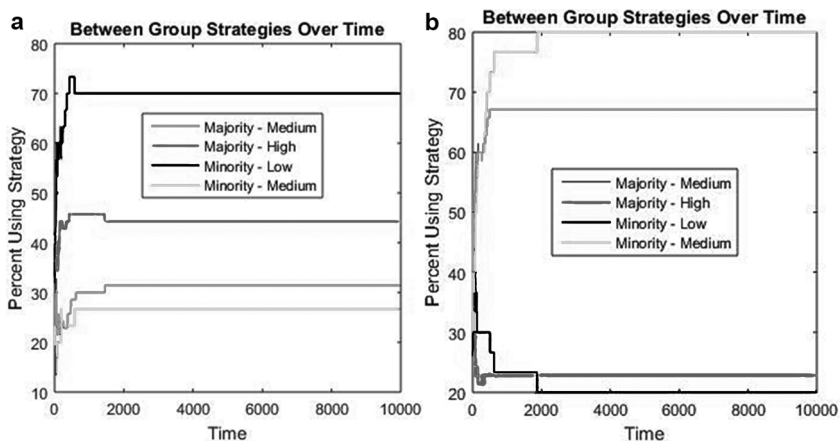 a
Between Group Strategies Over Time
Percent Using Strategy
80
70
60
50
40
30
20
10
Majority - Medium
Majority - High
Minority - Low
Minority - Medium
0 2000 4000 6000 8000 10000
Time
b
Between Group Strategies Over Time
Percent Using Strategy
80
70
60
50
40
30
20
Majority - Medium
Majority - High
Minority - Low
Minority - Medium
0 2000 4000 6000 8000 10000
Time